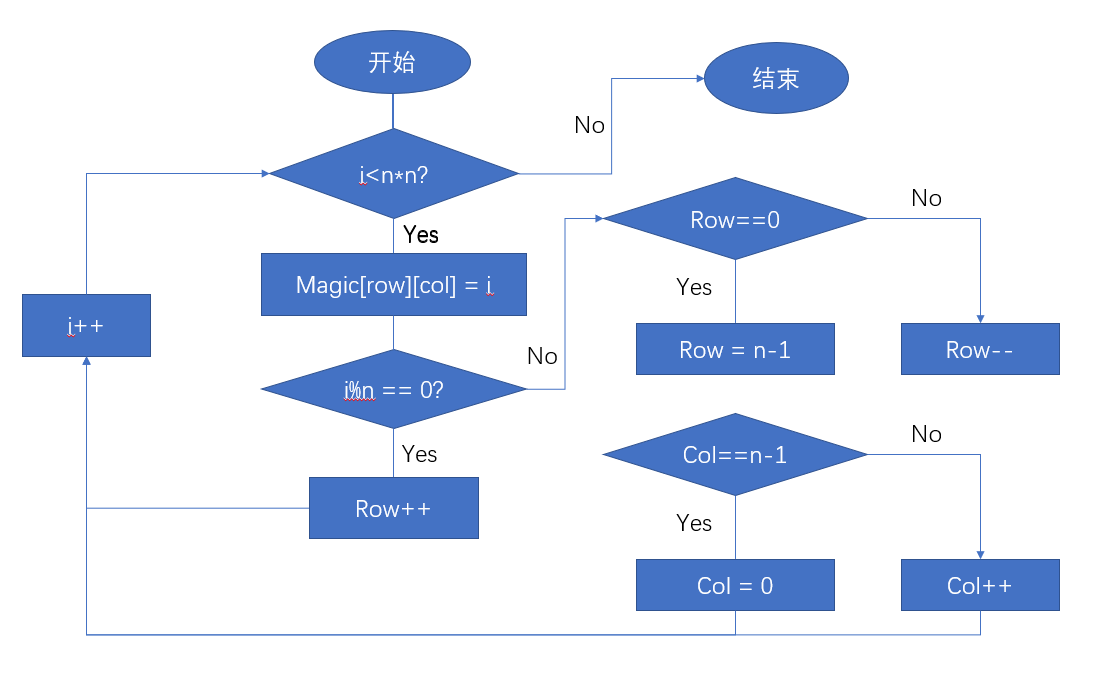 开始
结束
No
i<n*n?
Yes
Row==0
No
Magic[row][col] = i
Yes
i++
Row = n-1
Row--
No
i%n == 0?
Yes
Col==n-1
No
Row++
Yes
Col = 0
Col++